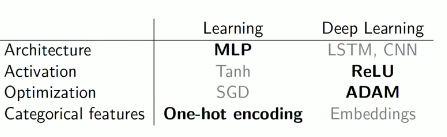 Learning Deep Learning
Architecture MLP LSTM, CNN
Activation Tanh ReLU
Optimization SGD ADAM
Categorical features One-hot encoding Embeddings